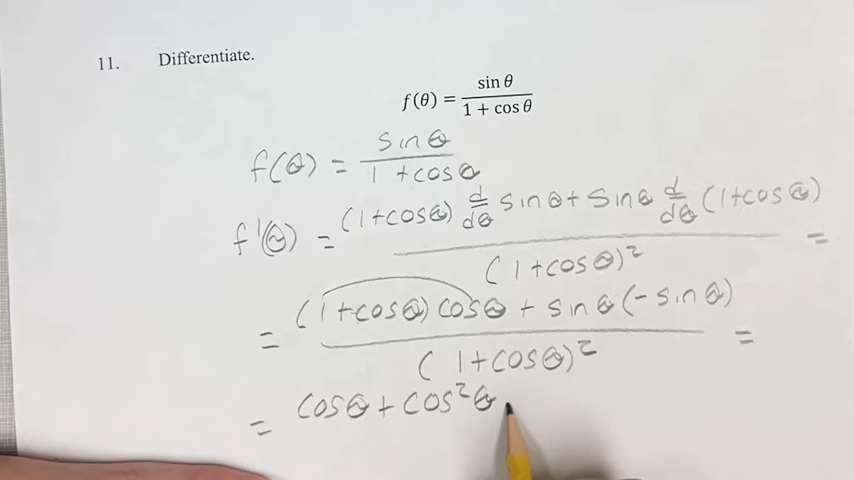 11. Differentiate.
f(θ) = sin θ / 1 + cos θ
f(θ) = sin θ / 1 + cos θ
f'(θ) = (1+cos θ) d/dθ sin θ + sin θ d/dθ (1+cos θ) / (1+cos θ)² =
= (1+cos θ) cos θ + sin θ (- sin θ) / (1+cos θ)² =
= cos θ + cos² θ